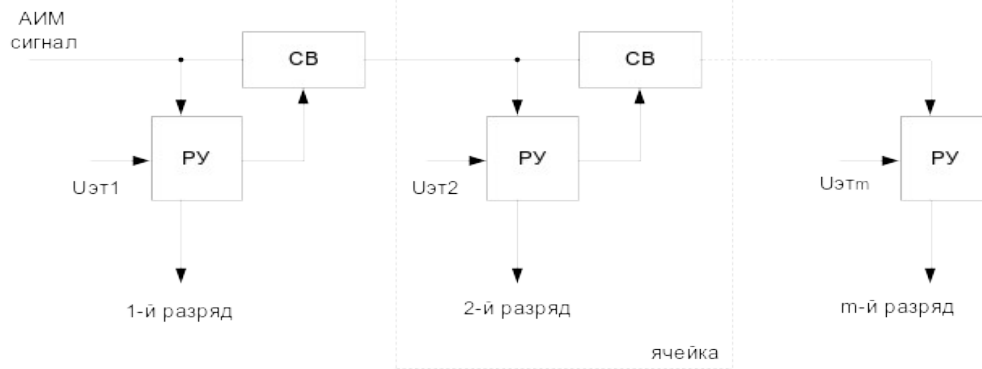 АИМ
сигнал
СВ
СВ
РУ
РУ
РУ
Uэт1
Uэт2
Uэтm
1-й разряд
2-й разряд
m-й разряд
ячейка